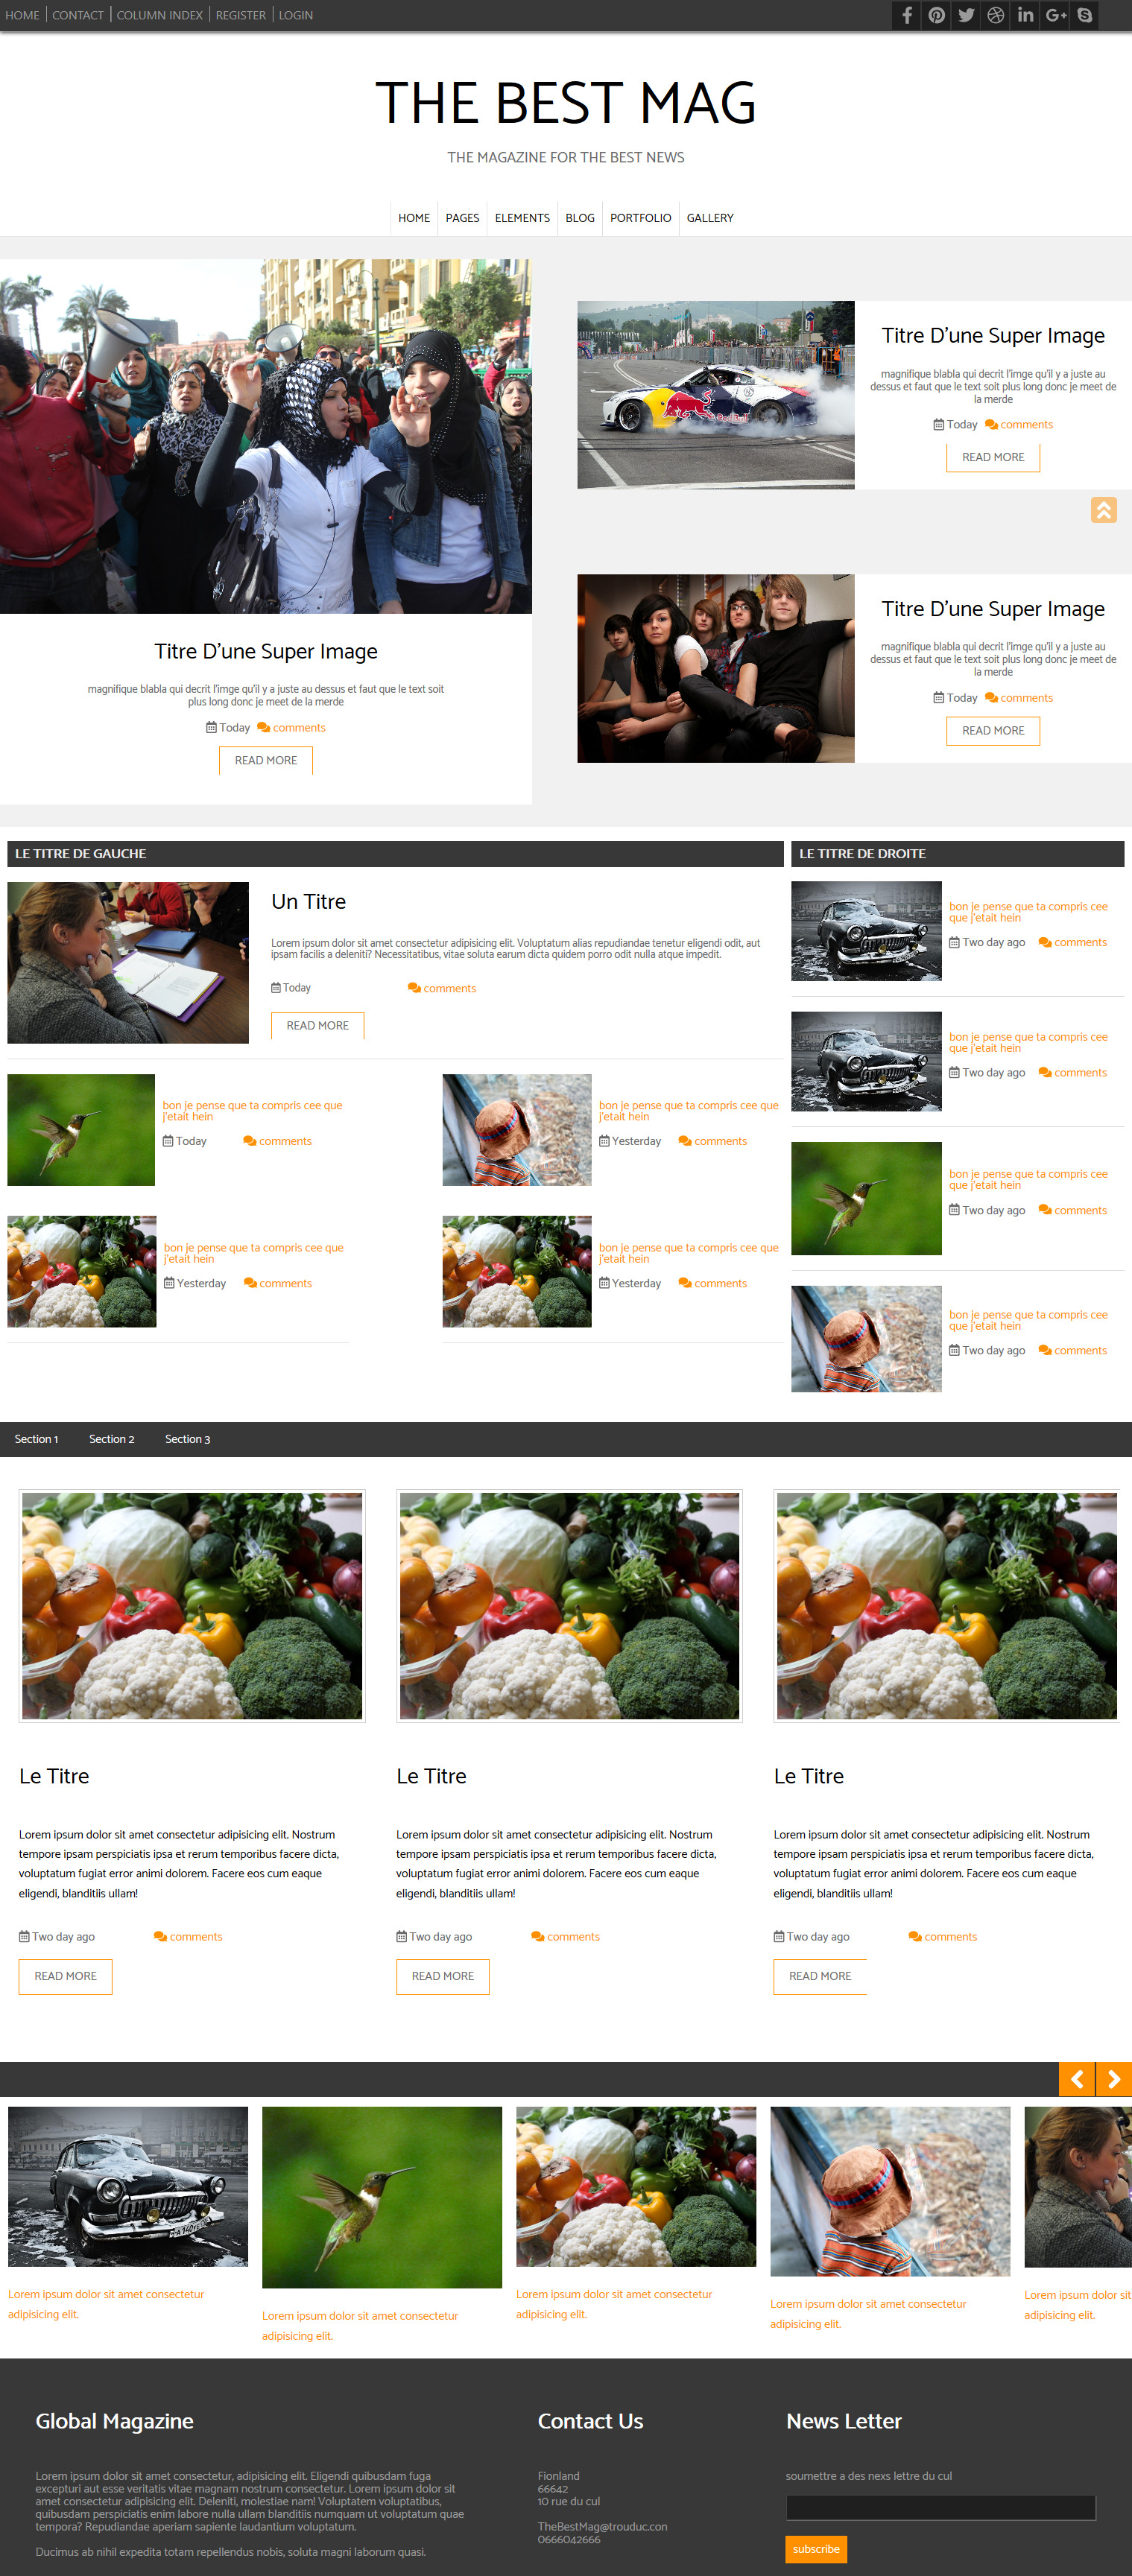 HOME CONTACT COLUMN INDEX REGISTER LOGIN
THE BEST MAG
THE MAGAZINE FOR THE BEST NEWS
HOME PAGES ELEMENTS BLOG PORTFOLIO GALLERY
Titre D'une Super Image
magnifique blabla qui decrit l'imge qu'il y a juste au dessus et faut que le text soit
plus long donc je meet de la merde
Today comments
READ MORE
Titre D'une Super Image
magnifique blabla qui decrit l'imge qu'il y a juste au
dessus et faut que le text soit plus long donc je meet de
la merde
Today comments
READ MORE
Titre D'une Super Image
magnifique blabla qui decrit l'imge qu'il y a juste au
dessus et faut que le text soit plus long donc je meet de
la merde
Today comments
READ MORE
LE TITRE DE GAUCHE
Un Titre
Lorem ipsum dolor sit amet consectetur adipisicing elit. Voluptatum alias repudiandae tenetur eligendi odit, aut
ipsam facilis a deleniti? Necessitatibus, vitae soluta earum dicta quidem porro odit nulla atque impedit.
Today comments
READ MORE
bon je pense que ta compris cee que
j'etait hein
Today comments
bon je pense que ta compris cee que
j'etait hein
Yesterday comments
bon je pense que ta compris cee que
j'etait hein
Yesterday comments
bon je pense que ta compris cee que
j'etait hein
Yesterday comments
LE TITRE DE DROITE
bon je pense que ta compris cee
que j'etait hein
Two day ago comments
bon je pense que ta compris cee
que j'etait hein
Two day ago comments
bon je pense que ta compris cee
que j'etait hein
Two day ago comments
bon je pense que ta compris cee
que j'etait hein
Two day ago comments
Section 1 Section 2 Section 3
Le Titre
Lorem ipsum dolor sit amet consectetur adipisicing elit. Nostrum
tempore ipsam perspiciatis ipsa et rerum temporibus facere dicta,
voluptatum fugiat error animi dolorem. Facere eos cum eaque
eligendi, blanditiis ullam!
Two day ago comments
READ MORE
Le Titre
Lorem ipsum dolor sit amet consectetur adipisicing elit. Nostrum
tempore ipsam perspiciatis ipsa et rerum temporibus facere dicta,
voluptatum fugiat error animi dolorem. Facere eos cum eaque
eligendi, blanditiis ullam!
Two day ago comments
READ MORE
Le Titre
Lorem ipsum dolor sit amet consectetur adipisicing elit. Nostrum
tempore ipsam perspiciatis ipsa et rerum temporibus facere dicta,
voluptatum fugiat error animi dolorem. Facere eos cum eaque
eligendi, blanditiis ullam!
Two day ago comments
READ MORE
Lorem ipsum dolor sit amet consectetur
adipisicing elit.
Lorem ipsum dolor sit amet consectetur
adipisicing elit.
Lorem ipsum dolor sit amet consectetur
adipisicing elit.
Lorem ipsum dolor sit amet consectetur
adipisicing elit.
Lorem ipsum dolor sit
adipisicing elit.
Global Magazine
Lorem ipsum dolor sit amet consectetur, adipisicing elit. Eligendi quibusdam fuga
excepturi aut esse veritatis vitae magnam nostrum consectetur. Lorem ipsum dolor sit
amet consectetur adipisicing elit. Deleniti, molestiae nam! Voluptatem voluptatibus,
quibusdam perspiciatis enim labore nulla ullam blanditiis numquam ut voluptatum quae
tempora? Repudiandae aperiam sapiente laudantium voluptatum.
Ducimus ab nihil expedita totam repellendus nobis, soluta magni laborum quasi.
Contact Us
Fionland
66642
10 rue du cul
TheBestMag@trouduc.con
0666042666
News Letter
soumettre a des nexs lettre du cul
subscribe